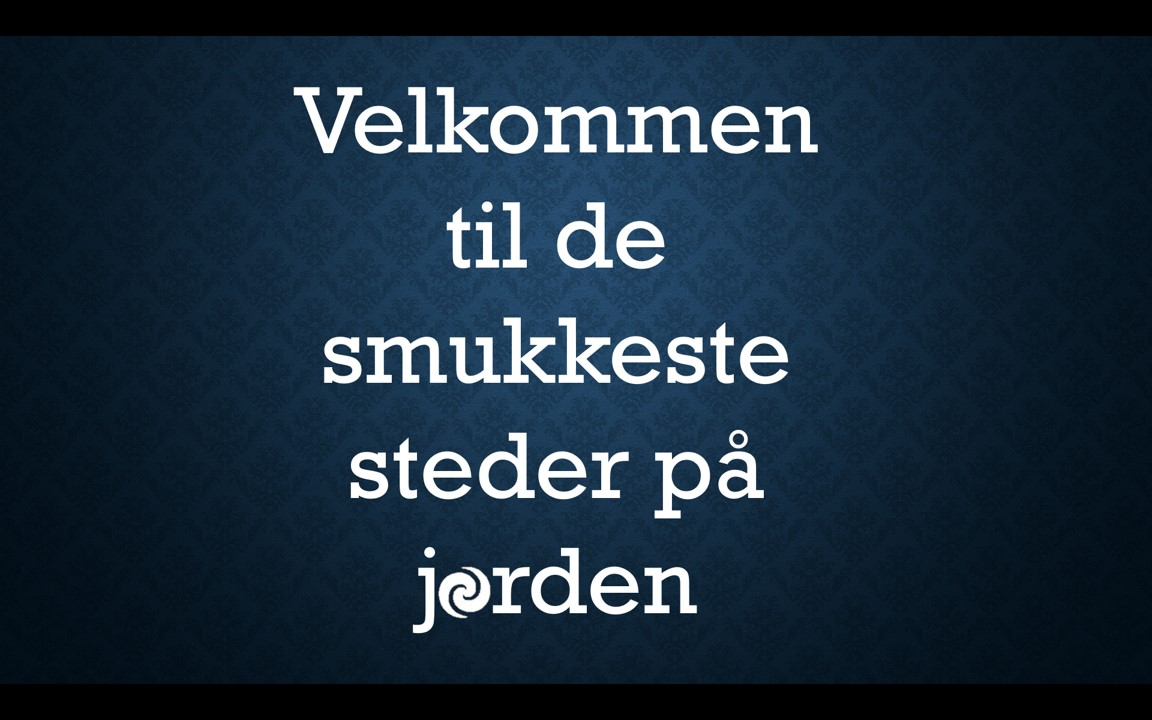 Velkommen
til de
smukkeste
steder på
jorden